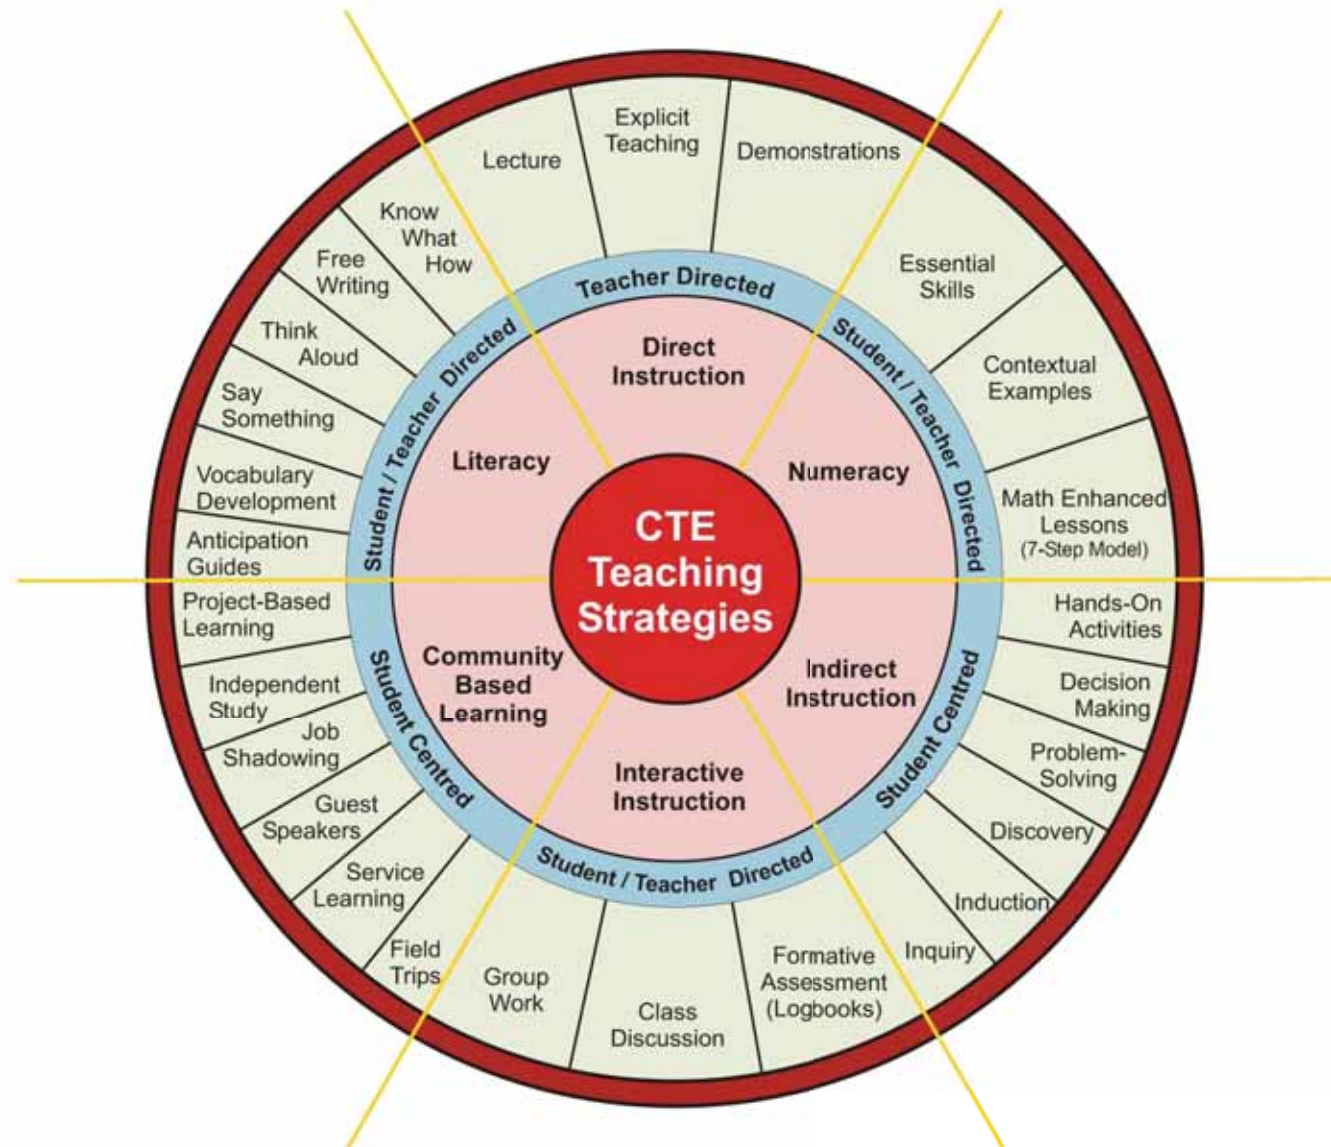 CTE
Teaching
Strategies
Direct
Instruction
Numeracy
Indirect
Instruction
Interactive
Instruction
Community
Based
Learning
Literacy
Teacher Directed
Student / Teacher Directed
Student Centred
Student / Teacher Directed
Student Centred
Student / Teacher Directed
Lecture
Explicit
Teaching
Demonstrations
Essential
Skills
Contextual
Examples
Math Enhanced
Lessons
(7-Step Model)
Hands-On
Activities
Decision
Making
Problem-
Solving
Discovery
Induction
Inquiry
Formative
Assessment
(Logbooks)
Class
Discussion
Group
Work
Field
Trips
Service
Learning
Guest
Speakers
Job
Shadowing
Independent
Study
Project-Based
Learning
Anticipation
Guides
Vocabulary
Development
Say
Something
Think
Aloud
Free
Writing
Know
What
How